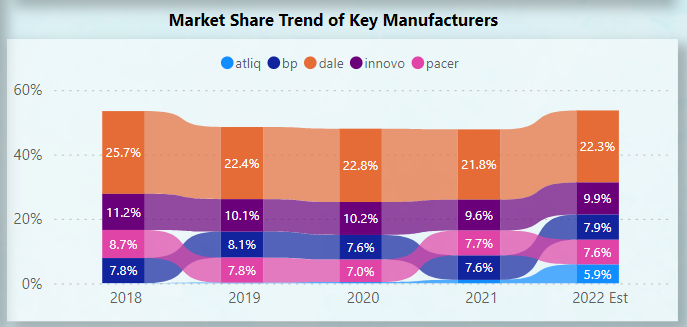 Market Share Trend of Key Manufacturers
atliq bp dale innovo pacer
60%
40%
20%
0%
25.7% 22.4% 22.8% 21.8% 22.3%
11.2% 10.1% 10.2% 9.6% 9.9%
8.7% 8.1% 7.6% 7.7% 7.9%
7.8% 7.8% 7.0% 7.6% 7.6%
5.9%
2018 2019 2020 2021 2022 Est